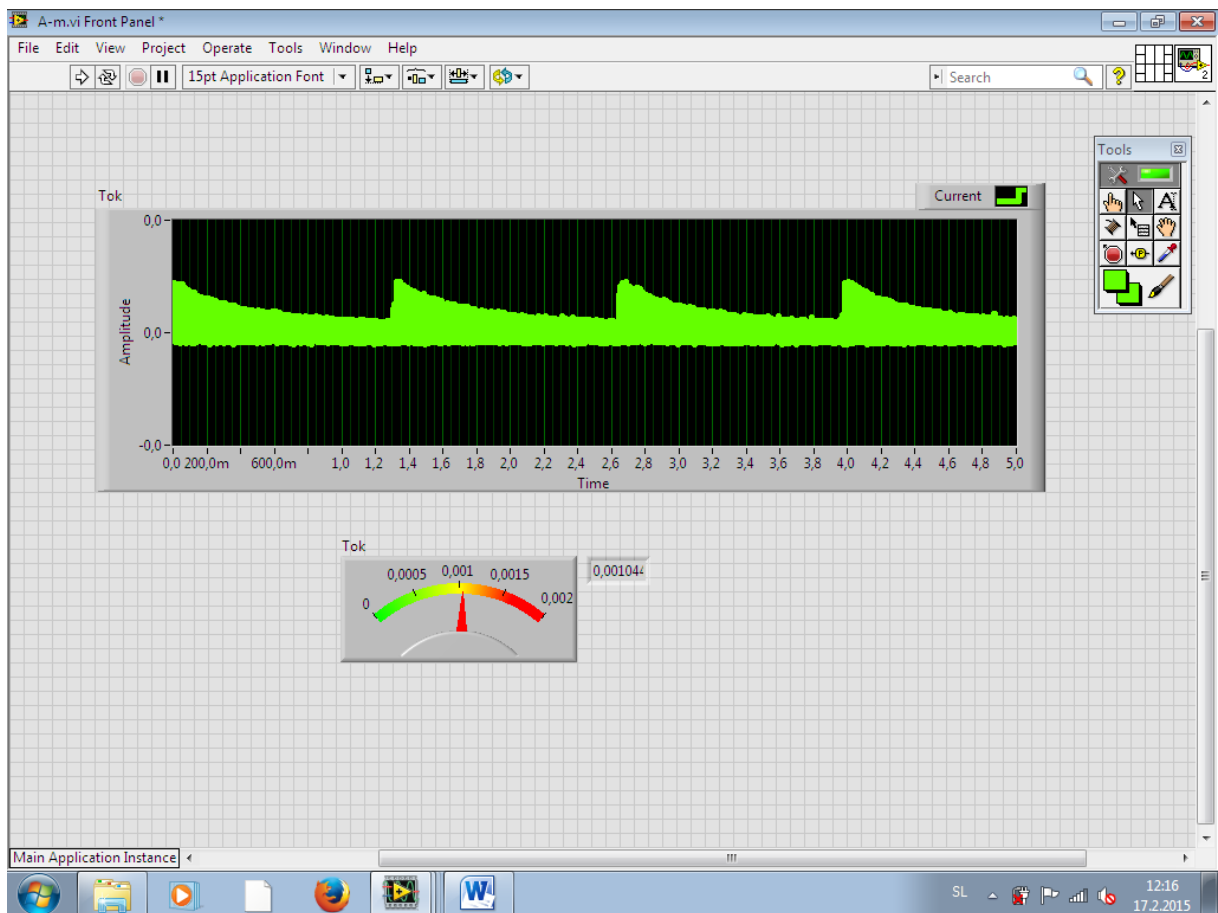 A-m.vi Front Panel *
File Edit View Project Operate Tools Window Help
15pt Application Font
Search
2
Tools
Tok
Current
0,0
Amplitude
0,0
-0,0
0,0 200,0m 600,0m 1,0 1,2 1,4 1,6 1,8 2,0 2,2 2,4 2,6 2,8 3,0 3,2 3,4 3,6 3,8 4,0 4,2 4,4 4,6 4,8 5,0
Time
Tok
0 0,0005 0,001 0,0015 0,002
0,001044
Main Application Instance
SL
12:16
17.2.2015